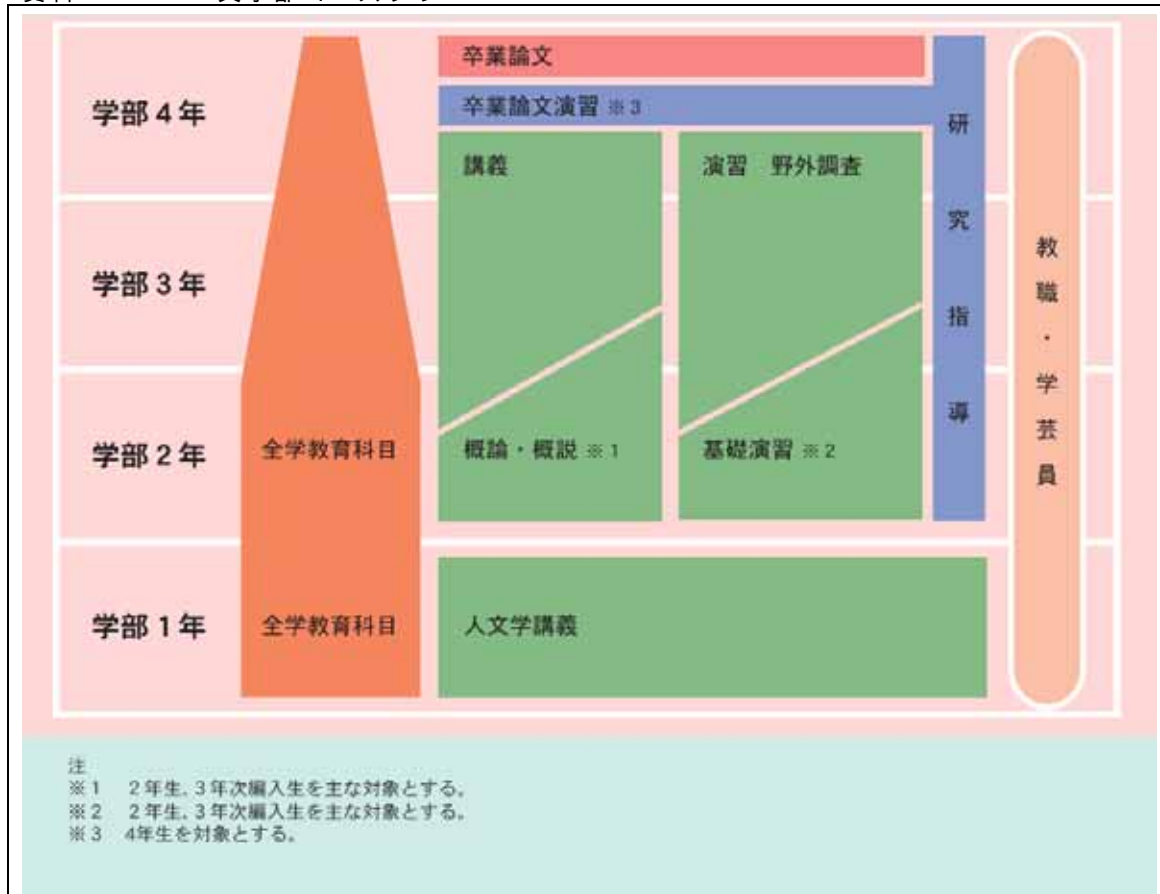 卒業論文
学部4年
卒業論文演習 ※3
講義
演習 野外調査
学部3年
学部2年
全学教育科目
概論・概説 ※1
基礎演習 ※2
学部1年
全学教育科目
人文学講義
研究指導
教職・学芸員
注
※1 2年生、3年次編入生を主な対象とする。
※2 2年生、3年次編入生を主な対象とする。
※3 4年生を対象とする。